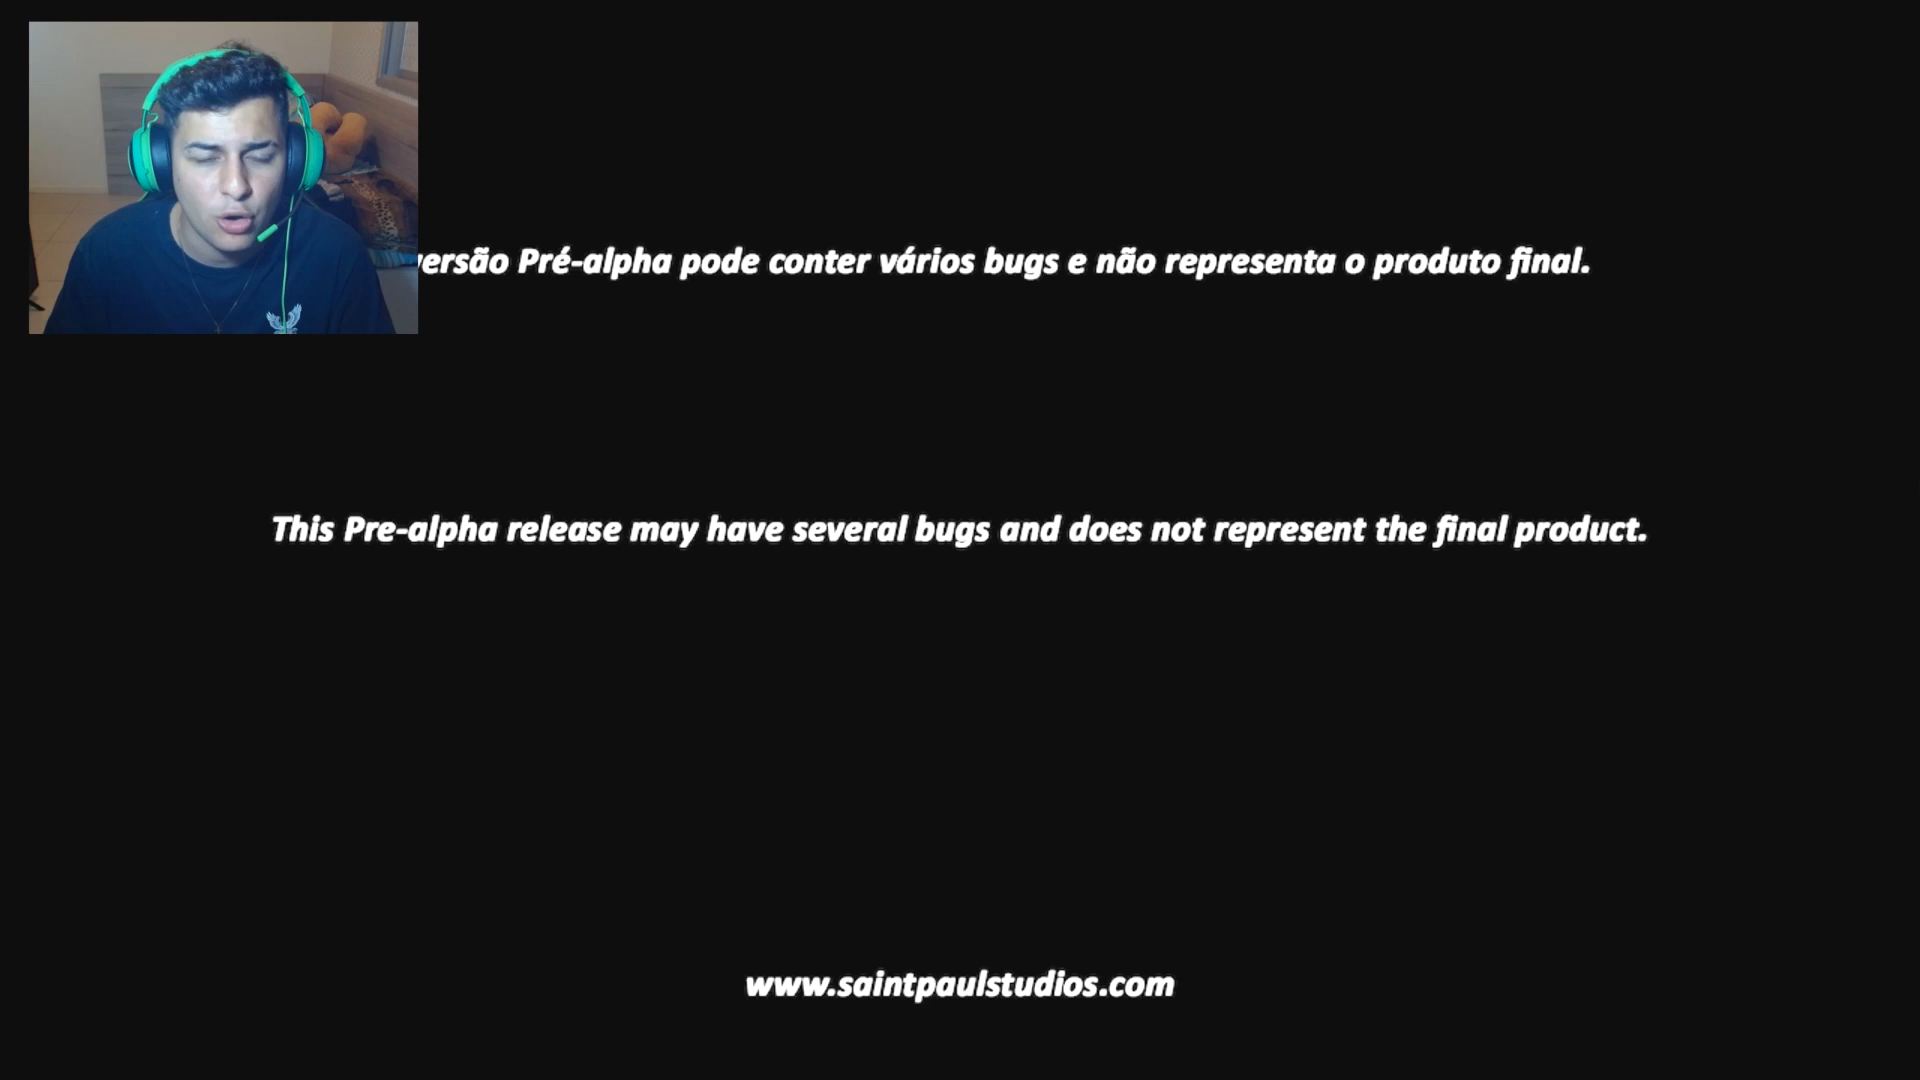 Pré-alpha pode conter vários bugs e não representa o produto final.
This Pre-alpha release may have several bugs and does not represent the final product.
www.saintpaulstudios.com